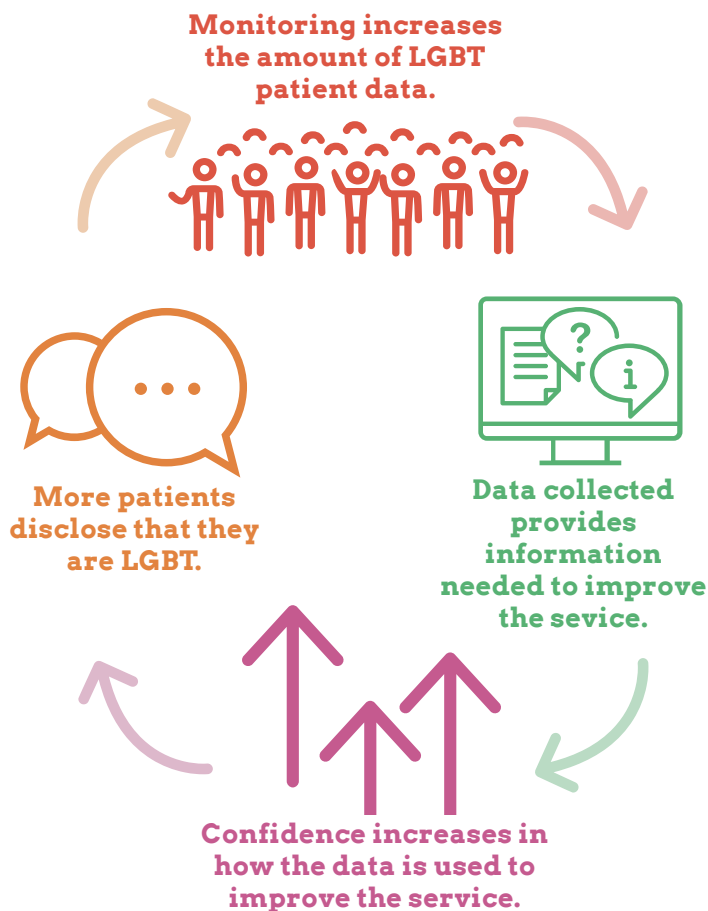 Monitoring increases
the amount of LGBT
patient data.
?
i
Data collected
provides
information
needed to improve
the sevice.
More patients
disclose that they
are LGBT.
Confidence increases in
how the data is used to
improve the service.